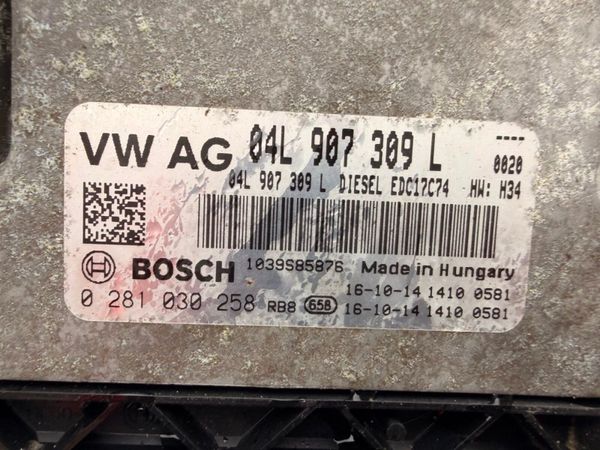 VW AG 04L 907 309 L ----
0020
04L 907 309 L DIESEL EDC17C74 HW: H34
BOSCH 1039S85876 Made in Hungary
0 281 030 258 RB8 658 16-10-14 1410 0581
16-10-14 1410 0581